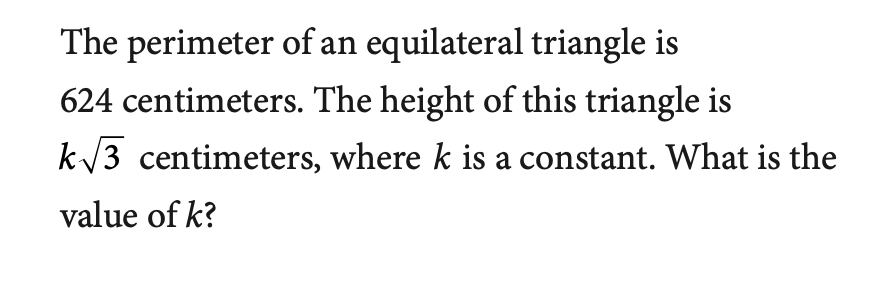 The perimeter of an equilateral triangle is
624 centimeters. The height of this triangle is
k√3 centimeters, where k is a constant. What is the
value of k?